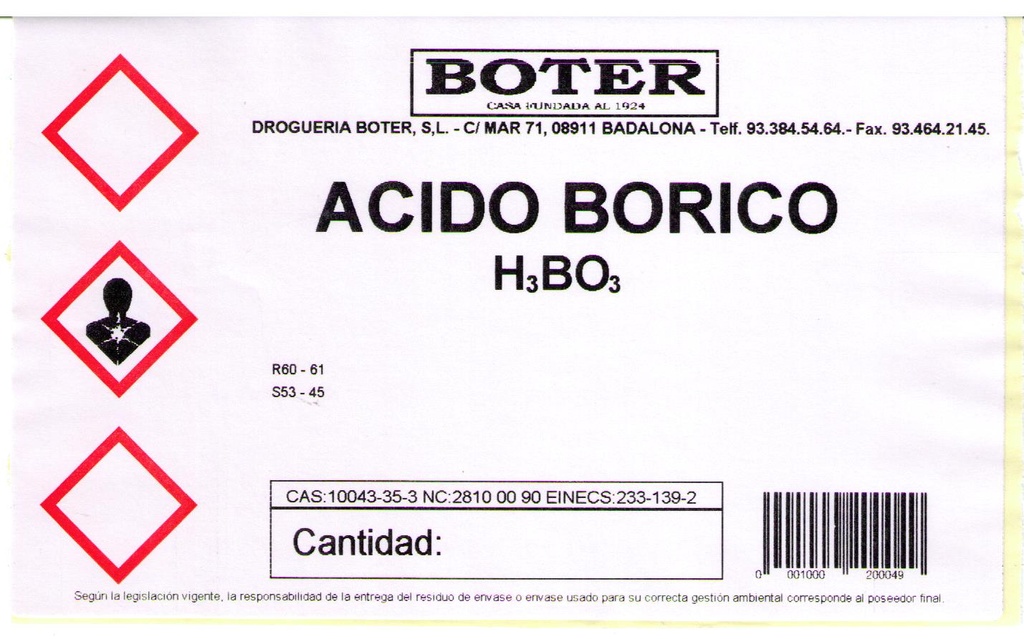 BOTER
CASA FUNDADA AL 1924
DROGUERIA BOTER, S,L. - C/ MAR 71, 08911 BADALONA - Telf. 93.384.54.64.- Fax. 93.464.21.45.
ACIDO BORICO
H₃BO₃
R60 - 61
S53 - 45
CAS:10043-35-3 NC:2810 00 90 EINECS:233-139-2
Cantidad:
0 001000 200049
Según la legislación vigente, la responsabilidad de la entrega del residuo de envase o envase usado para su correcta gestión ambiental corresponde al poseedor final.